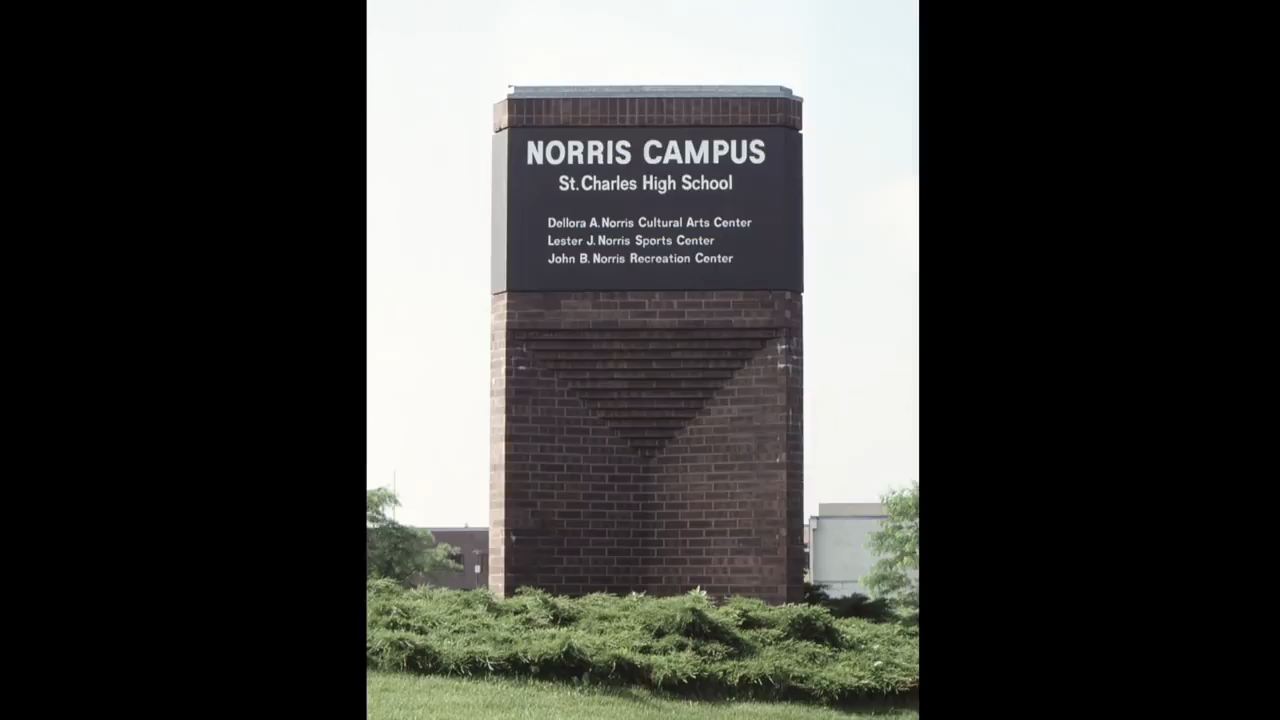 NORRIS CAMPUS
St. Charles High School
Dellora A. Norris Cultural Arts Center
Lester J. Norris Sports Center
John B. Norris Recreation Center